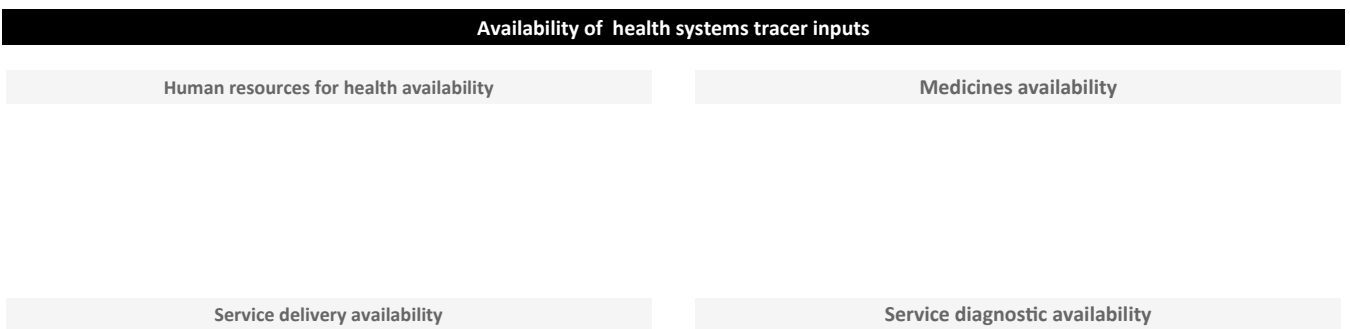 Availability of  health systems tracer inputs
Human resources for health availability
Medicines availability
Service delivery availability
Service diagnostic availability